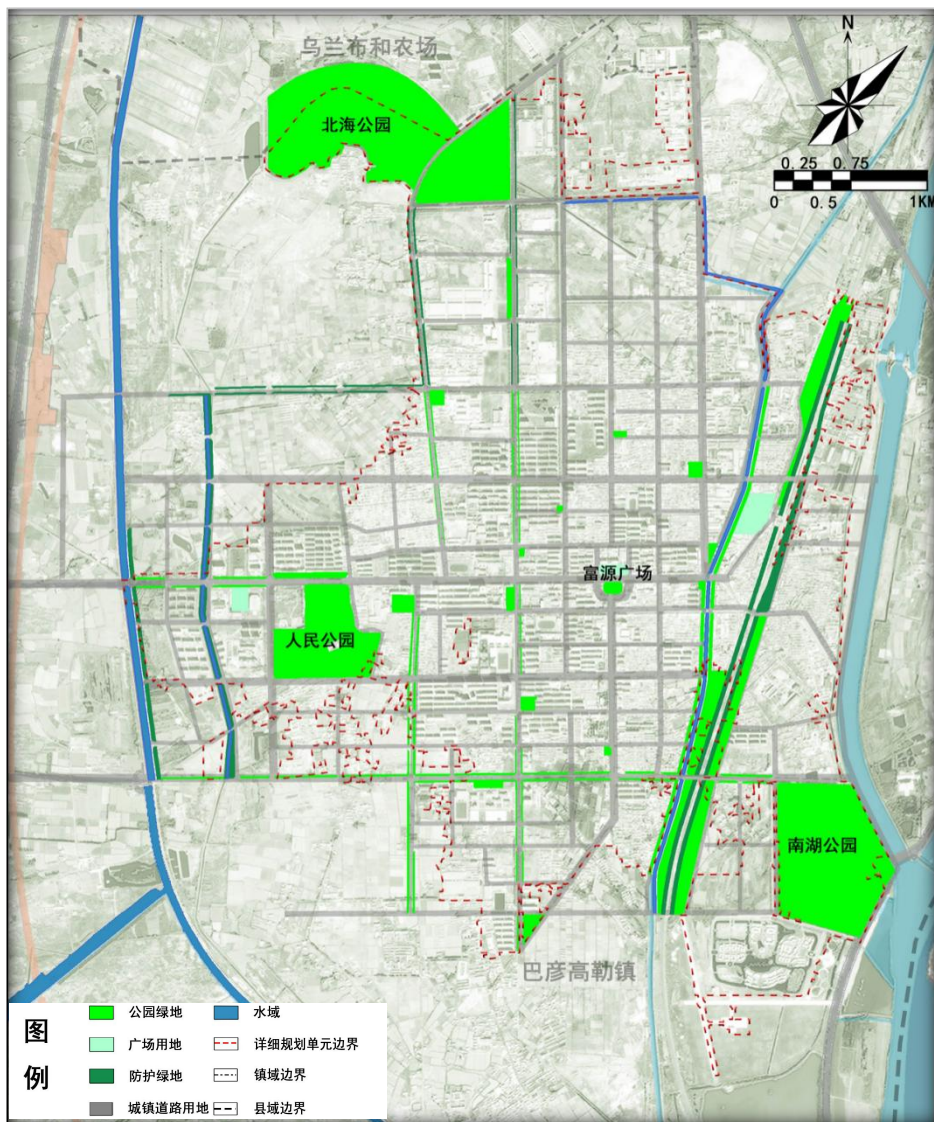 乌兰布和农场
N
北海公园
0.25 0.75
0 0.5 1KM
富源广场
人民公园
南湖公园
巴彦高勒镇
图例
公园绿地 水域
广场用地 详细规划单元边界
防护绿地 镇域边界
城镇道路用地 县域边界